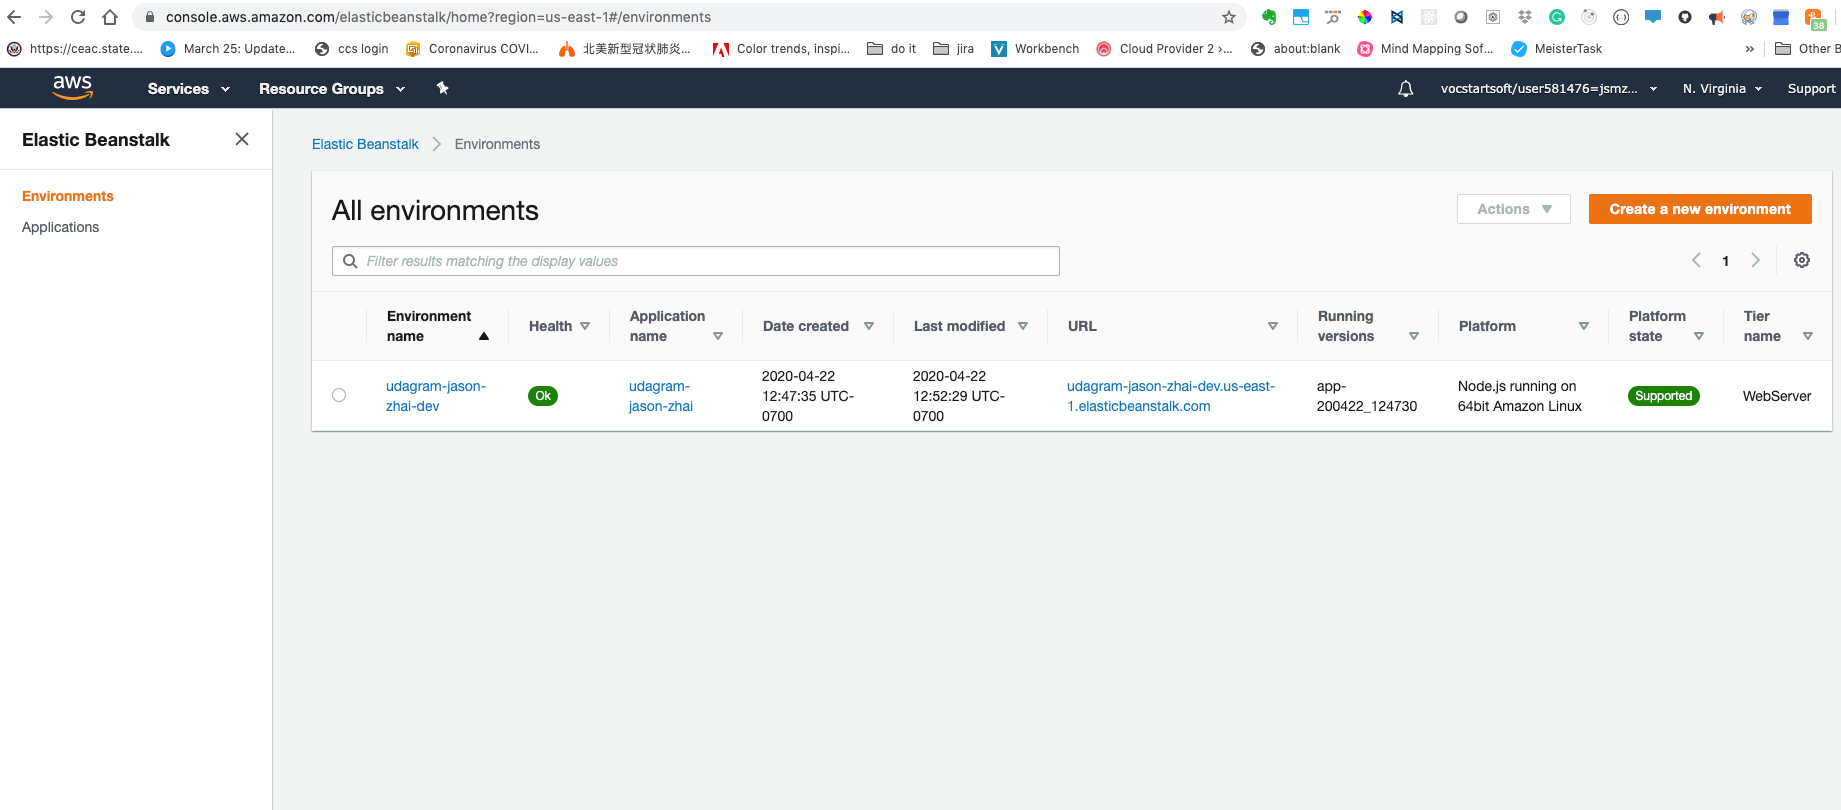 console.aws.amazon.com/elasticbeanstalk/home?region=us-east-1#/environments
38
https://ceac.state.... March 25: Update... ccs login Coronavirus COVI... 北美新型冠状肺炎... Color trends, inspi... do it jira Workbench Cloud Provider 2 ›... about:blank Mind Mapping Sof... MeisterTask » Other B
aws Services Resource Groups vocstartsoft/user581476=jsmz... N. Virginia Support
Elastic Beanstalk
Environments
Applications
Elastic Beanstalk Environments
All environments
Actions Create a new environment
Filter results matching the display values
1
Environment name Health Application name Date created Last modified URL Running versions Platform Platform state Tier name
udagram-jason-zhai-dev Ok udagram-jason-zhai 2020-04-22 12:47:35 UTC-0700 2020-04-22 12:52:29 UTC-0700 udagram-jason-zhai-dev.us-east-1.elasticbeanstalk.com app-200422_124730 Node.js running on 64bit Amazon Linux Supported WebServer